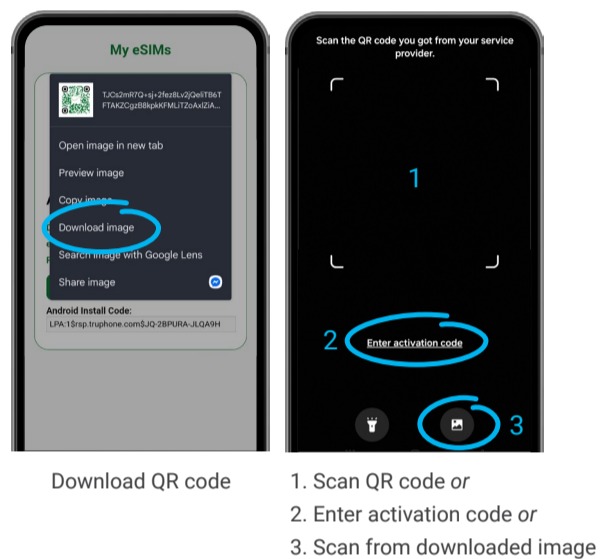 My eSIMs
TJCs2mR7Q+sj+2fez8Lv2jQeliTB6T
FTAKZCgzB8kpkKFMLiTZoAxlZiA...
Open image in new tab
Preview image
Copy image
Download image
Search image with Google Lens
Share image
Android Install Code:
LPA:1$rsp.truphone.com$JQ-2BPURA-JLQA9H
Download QR code
Scan the QR code you got from your service
provider.
1
2
Enter activation code
3
1. Scan QR code or
2. Enter activation code or
3. Scan from downloaded image